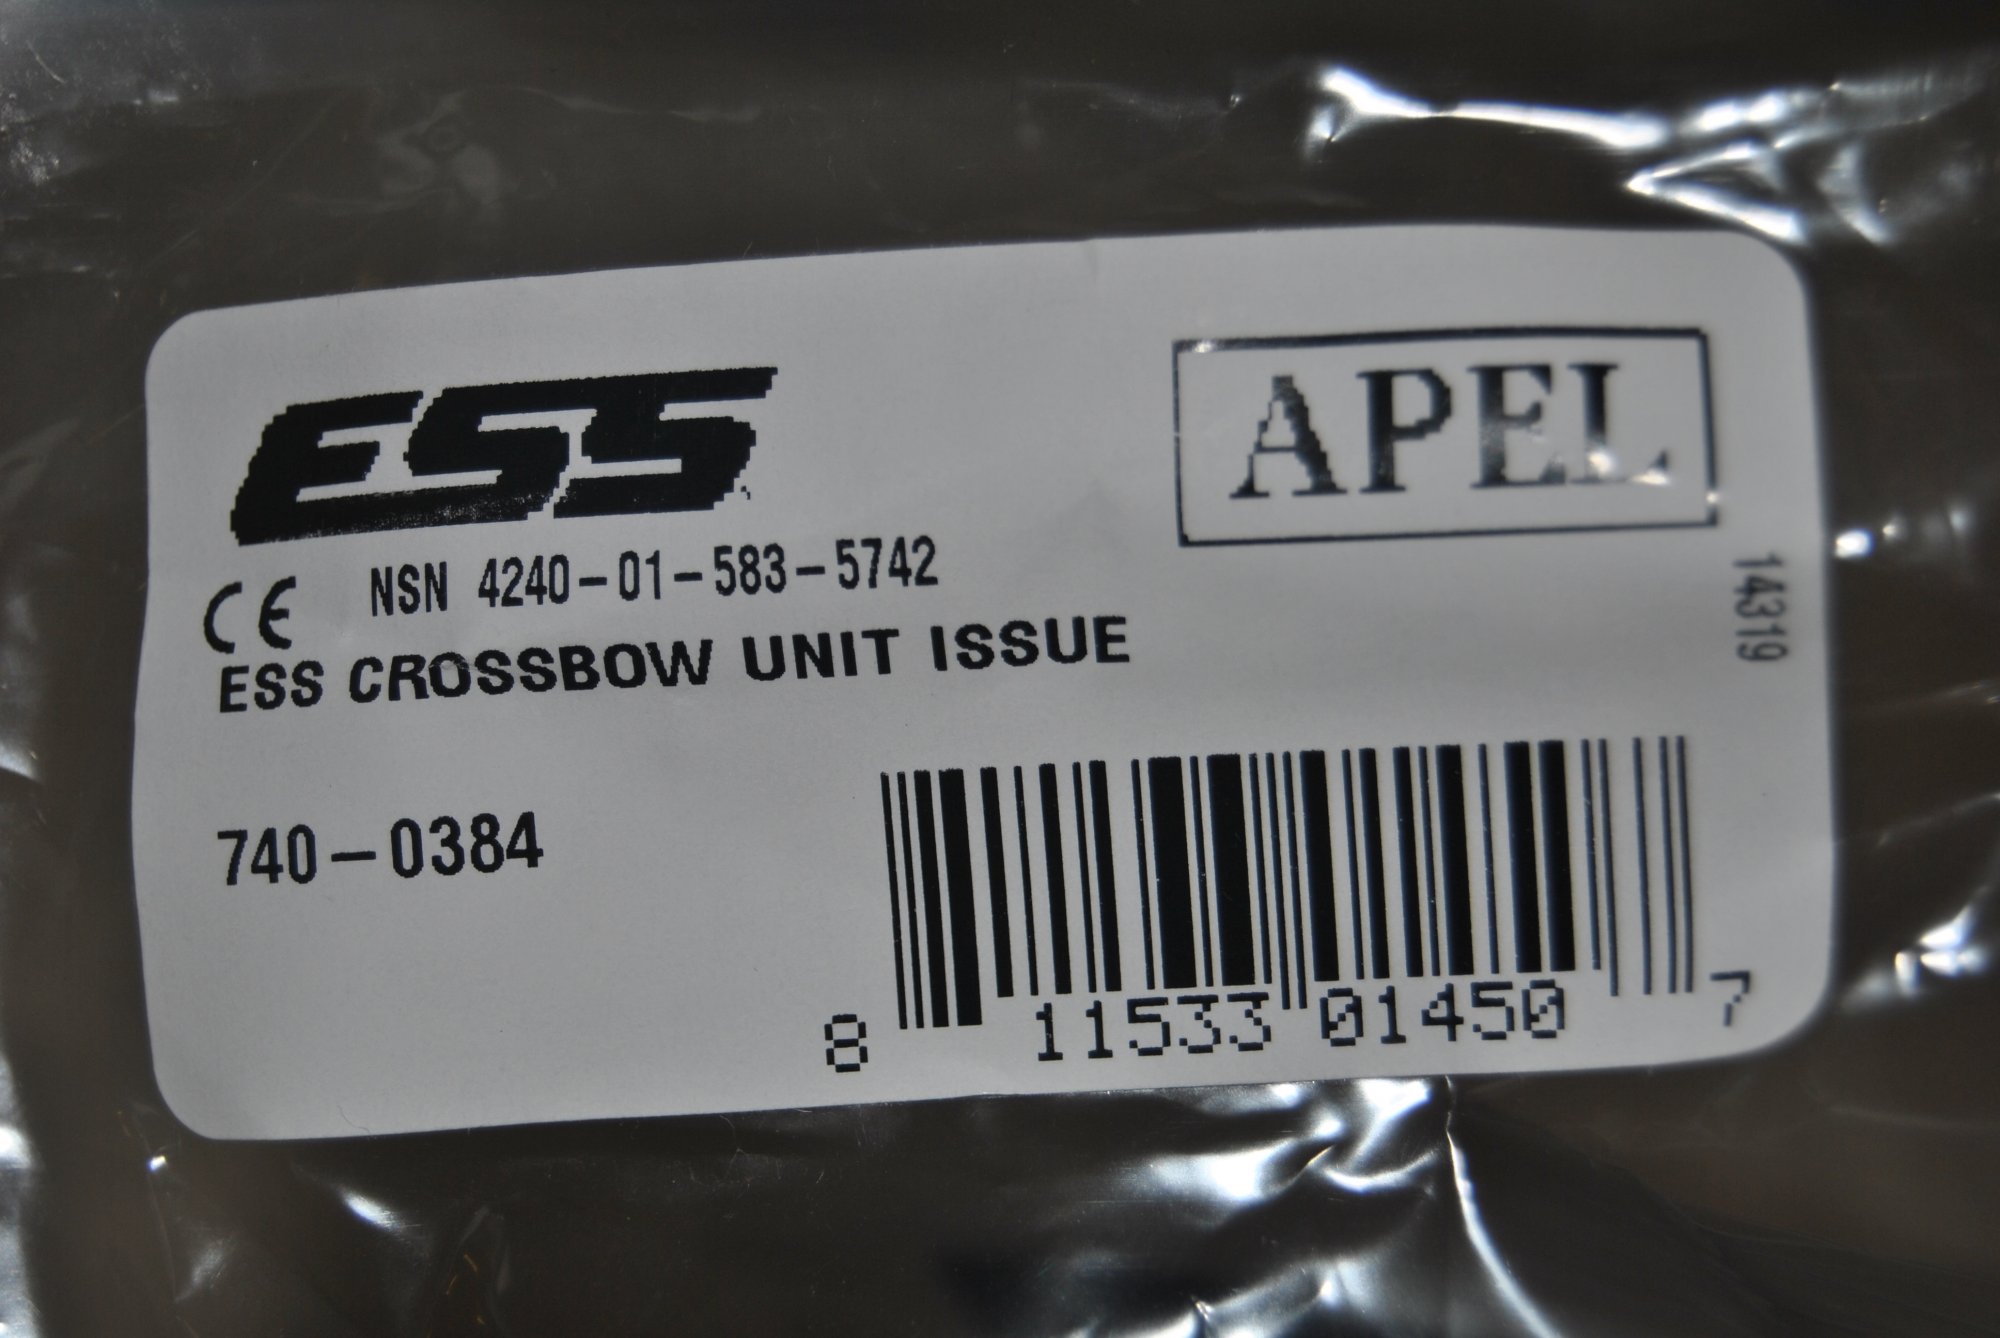 ESS
APEL
CE NSN 4240-01-583-5742
ESS CROSSBOW UNIT ISSUE
14319
740-0384
8 11533 01450 7